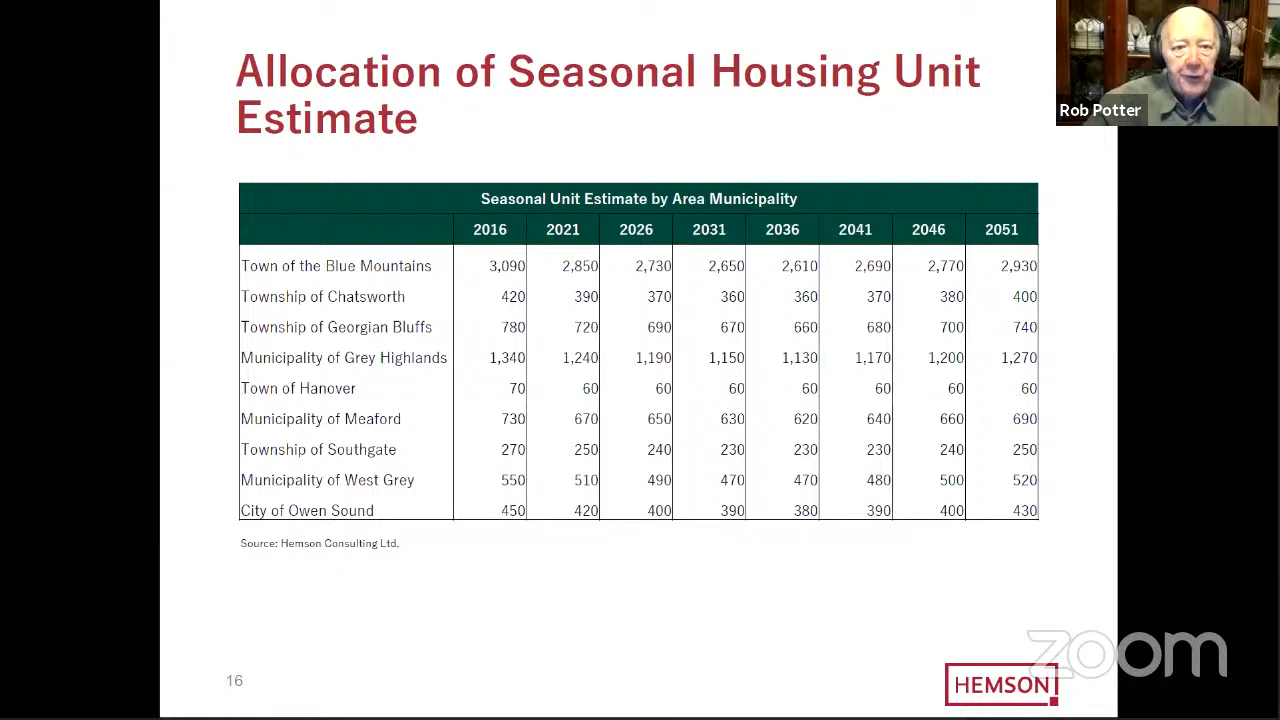 Allocation of Seasonal Housing Unit
Estimate
Rob Potter
Seasonal Unit Estimate by Area Municipality
2016 2021 2026 2031 2036 2041 2046 2051
Town of the Blue Mountains 3,090 2,850 2,730 2,650 2,610 2,690 2,770 2,930
Township of Chatsworth 420 390 370 360 360 370 380 400
Township of Georgian Bluffs 780 720 690 670 660 680 700 740
Municipality of Grey Highlands 1,340 1,240 1,190 1,150 1,130 1,170 1,200 1,270
Town of Hanover 70 60 60 60 60 60 60 60
Municipality of Meaford 730 670 650 630 620 640 660 690
Township of Southgate 270 250 240 230 230 230 240 250
Municipality of West Grey 550 510 490 470 470 480 500 520
City of Owen Sound 450 420 400 390 380 390 400 430
Source: Hemson Consulting Ltd.
zoom
16
HEMSON